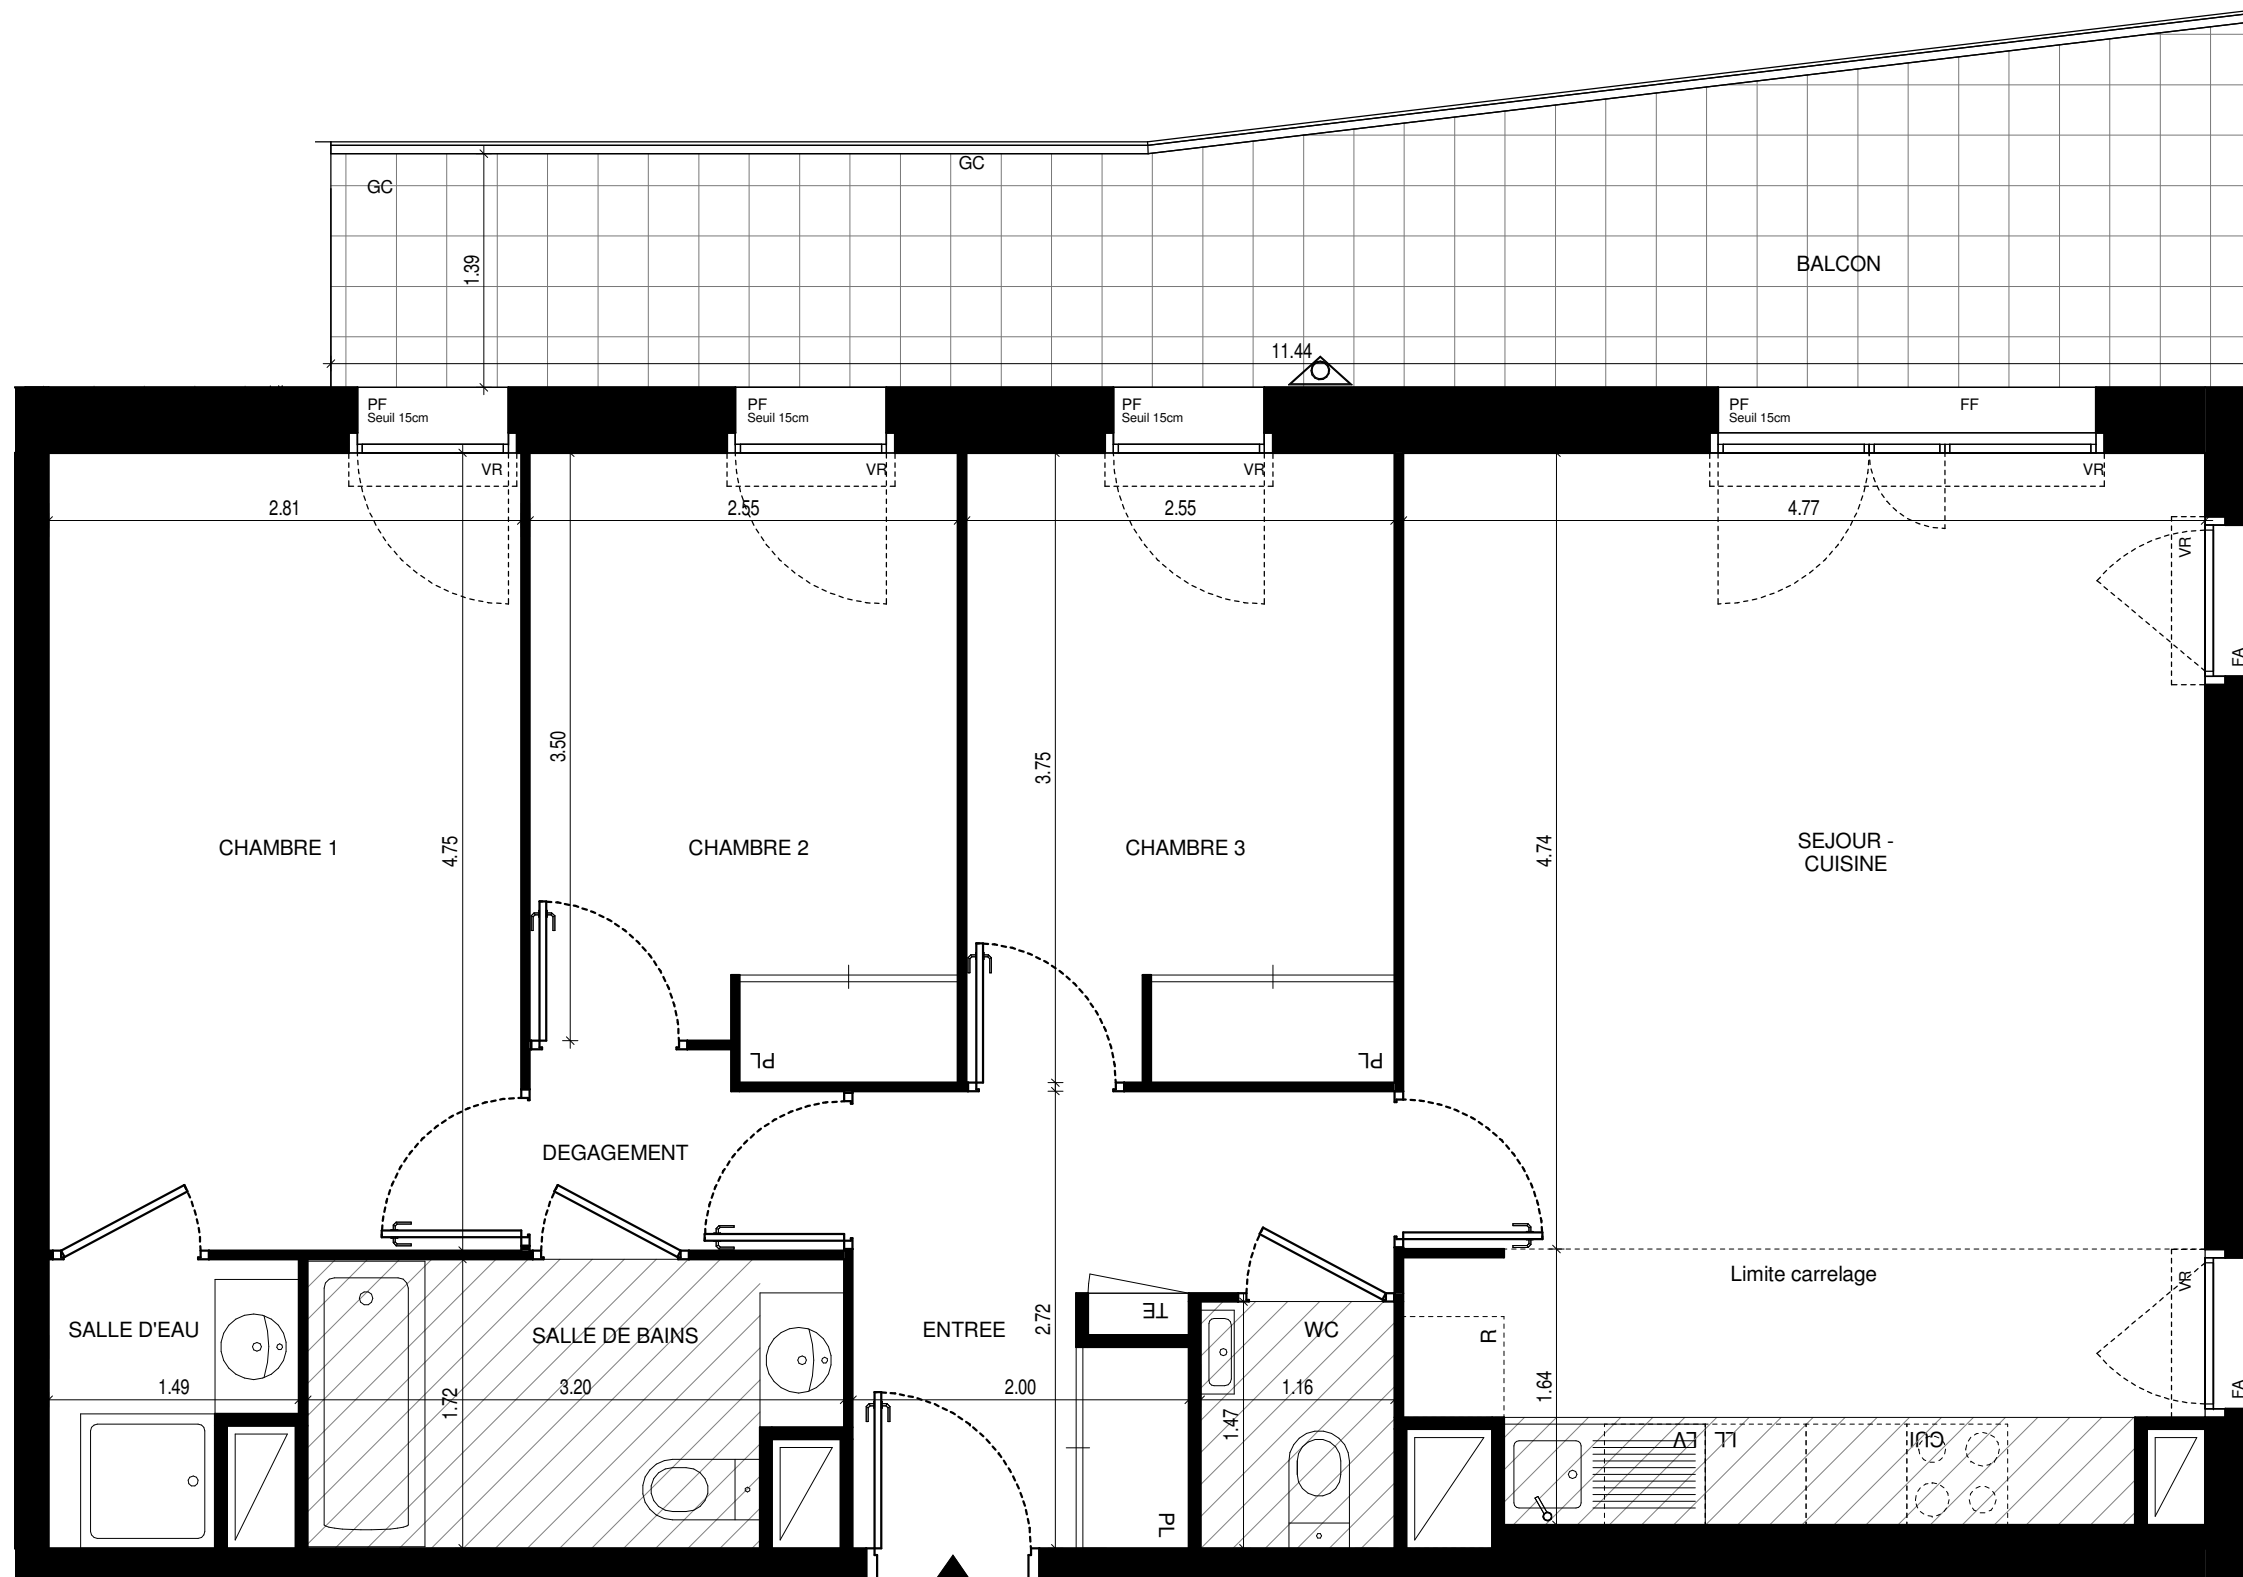 GC
GC
1.39
BALCON
11.44
PF
Seuil 15cm
PF
Seuil 15cm
PF
Seuil 15cm
PF
Seuil 15cm
FF
VR
VR
VR
VR
2.81
2.55
2.55
4.77
VR
FA
3.50
3.75
4.75
4.74
CHAMBRE 1
CHAMBRE 2
CHAMBRE 3
SEJOUR -
CUISINE
PL
PL
DEGAGEMENT
Limite carrelage
VR
SALLE D'EAU
SALLE DE BAINS
ENTREE
2.72
TE
WC
R
1.49
1.72
3.20
2.00
1.16
1.47
1.64
FA
PL
LV
LL
CUI